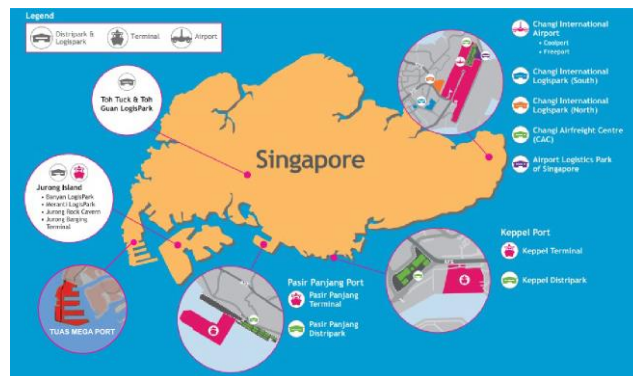 Legend
Distripark &
Logispark
Terminal
Airport
Toh Tuck & Toh
Guan LogisPark
Singapore
Jurong Island
• Banyan LogisPark
• Meranti LogisPark
• Jurong Rock Cavern
• Jurong Barging
Terminal
TUAS MEGA PORT
Pasir Panjang Port
Pasir Panjang
Terminal
Pasir Panjang
Distripark
Keppel Port
Keppel Terminal
Keppel Distripark
Changi International
Airport
• Coolport
• Freeport
Changi International
Logispark (South)
Changi International
Logispark (North)
Changi Airfreight Centre
(CAC)
Airport Logistics Park
of Singapore